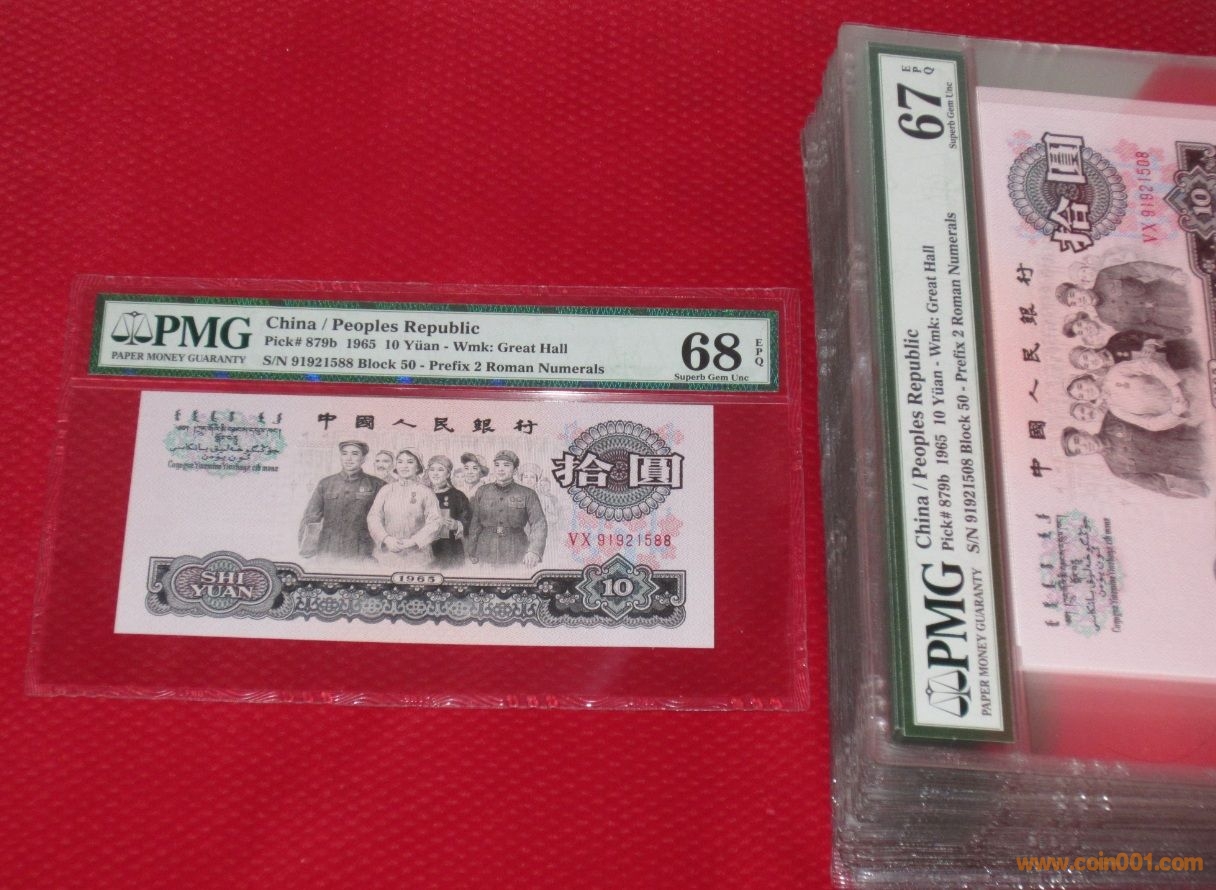 PMG
PAPER MONEY GUARANTY
China / Peoples Republic
Pick# 879b 1965 10 Yüan - Wmk: Great Hall
S/N 91921588 Block 50 - Prefix 2 Roman Numerals
68
EPQ
Superb Gem Unc
中國人民銀行
拾圓
VX 91921588
1965
SHI
YUAN
10
PMG
PAPER MONEY GUARANTY
China / Peoples Republic
Pick# 879b 1965 10 Yüan - Wmk: Great Hall
S/N 91921508 Block 50 - Prefix 2 Roman Numerals
67
EPQ
Superb Gem Unc
中國人民銀行
拾圓
VX 91921508
10
www.coin001.com